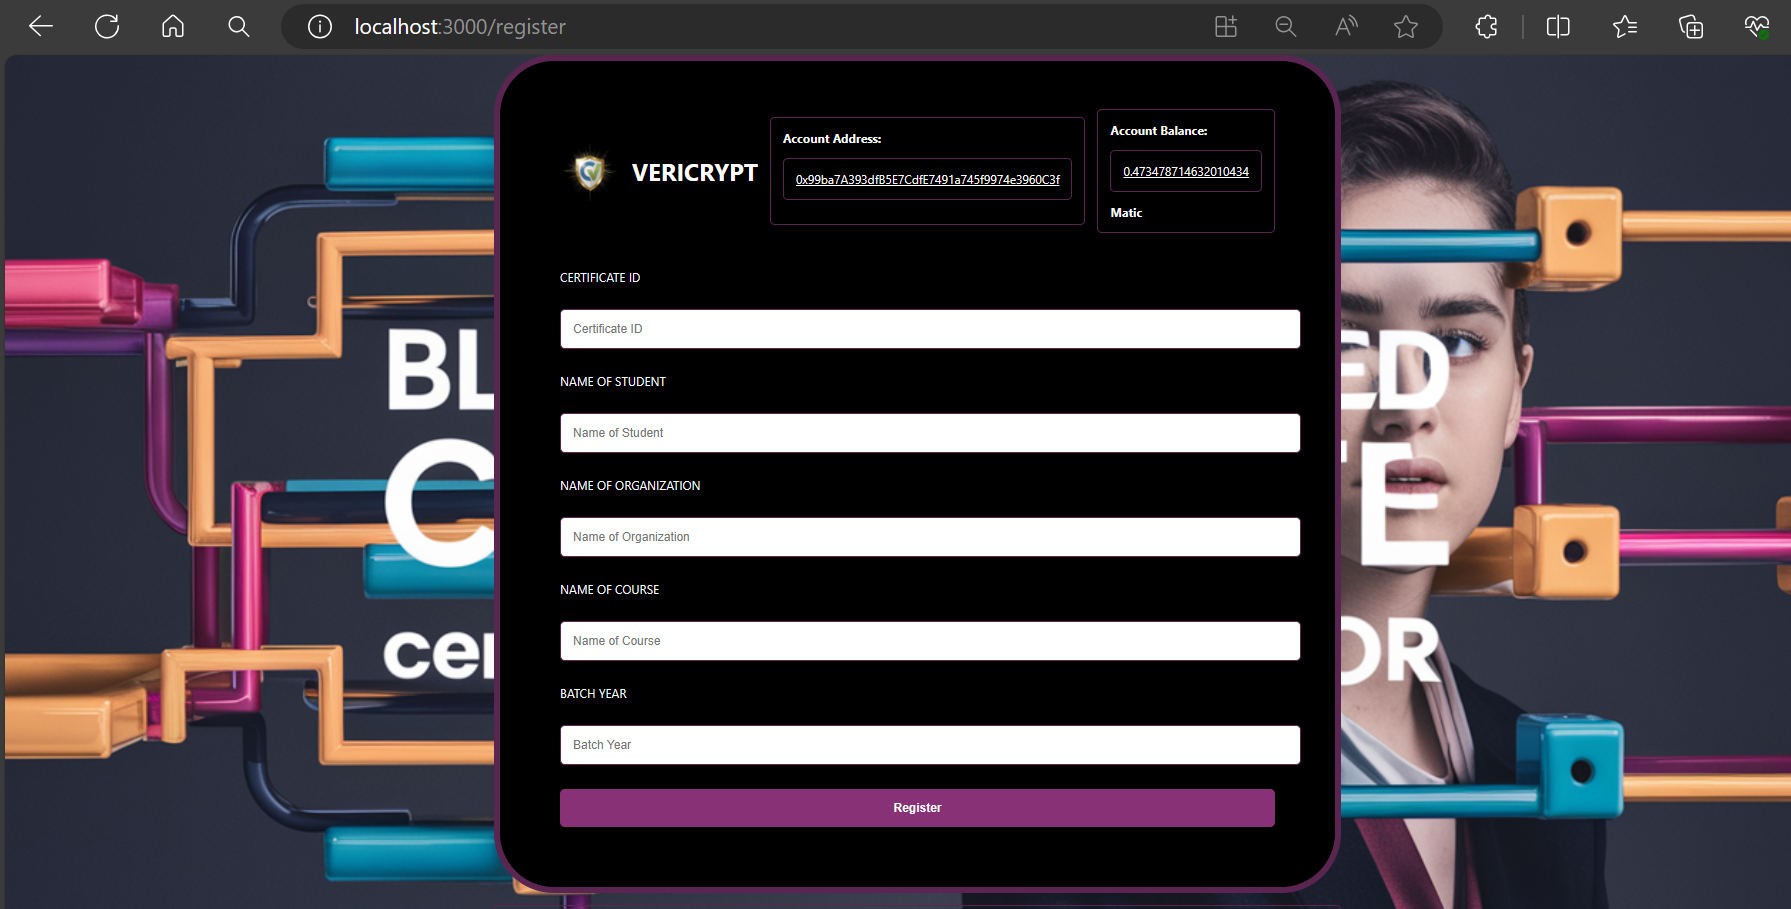 localhost:3000/register
VERICRYPT
Account Address:
0x99ba7A393dfB5E7CdfE7491a745f9974e3960C3f
Account Balance:
0.473478714632010434
Matic
CERTIFICATE ID
Certificate ID
NAME OF STUDENT
Name of Student
NAME OF ORGANIZATION
Name of Organization
NAME OF COURSE
Name of Course
BATCH YEAR
Batch Year
Register
BL
ED
C
TE
cer
OR